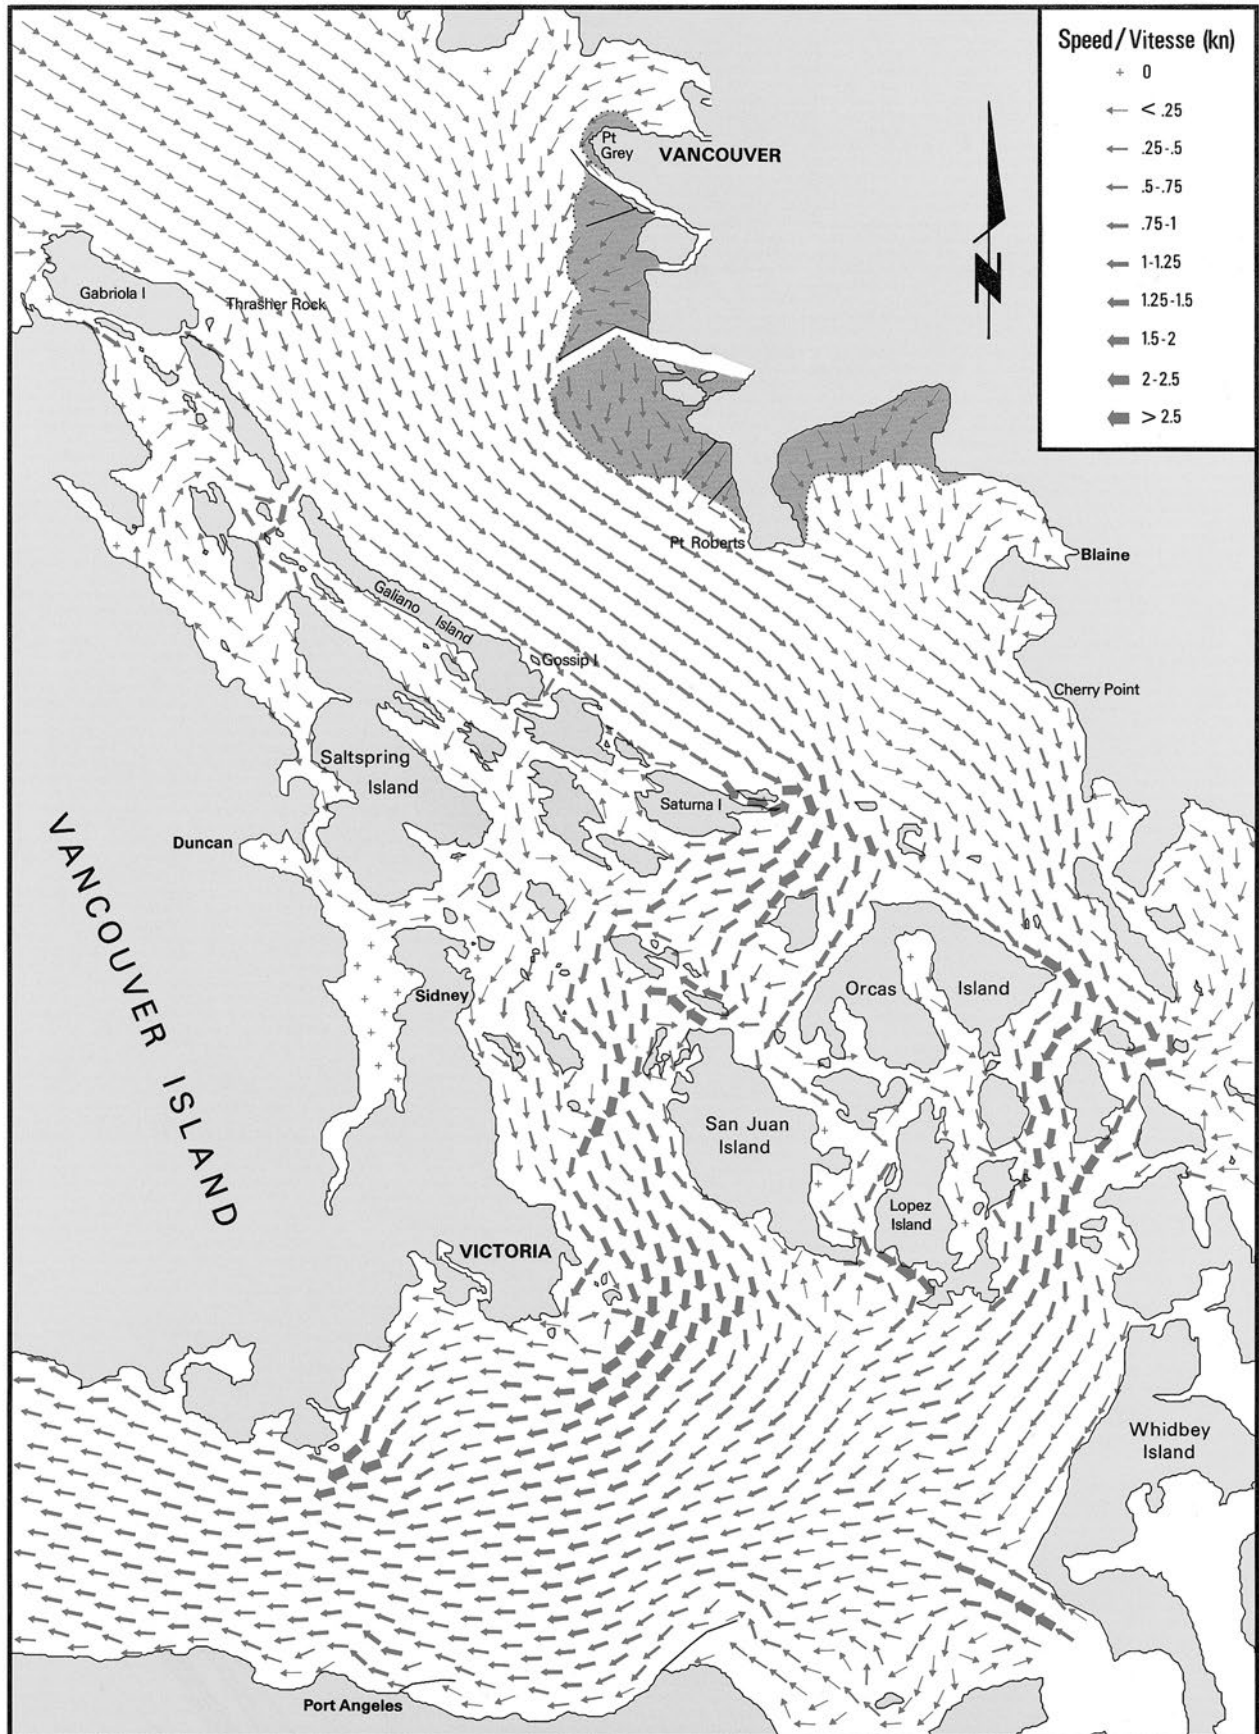 Speed/Vitesse (kn)
+ 0
< .25
.25-.5
.5-.75
.75-1
1-1.25
1.25-1.5
1.5-2
2-2.5
> 2.5
N
Pt
Grey
VANCOUVER
Gabriola I
Thrasher Rock
Pt Roberts
Blaine
Galiano
Island
Gossip I
Cherry Point
Saltspring
Island
Saturna I
Duncan
VANCOUVER ISLAND
Sidney
Orcas Island
San Juan
Island
Lopez
Island
VICTORIA
Whidbey
Island
Port Angeles